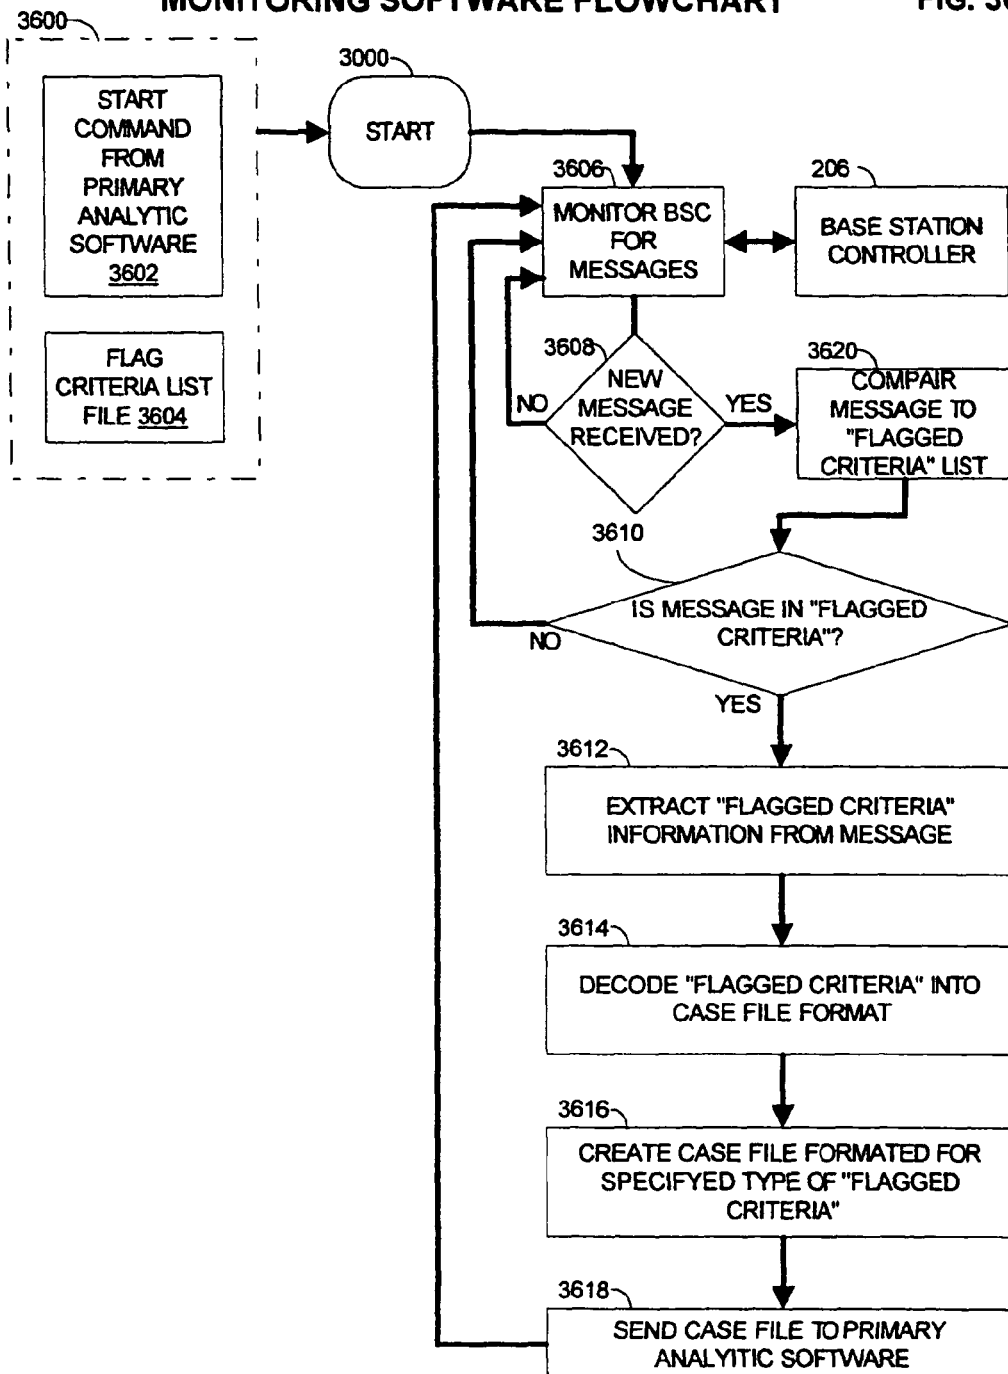 MONITORING SOFTWARE FLOWCHART
FIG. 3
3600
START
COMMAND
FROM
PRIMARY
ANALYTIC
SOFTWARE
3602
FLAG
CRITERIA LIST
FILE 3604
3000
START
3606
MONITOR BSC
FOR
MESSAGES
206
BASE STATION
CONTROLLER
3608
NEW
MESSAGE
RECEIVED?
NO
YES
3620
COMPAIR
MESSAGE TO
"FLAGGED
CRITERIA" LIST
3610
IS MESSAGE IN "FLAGGED
CRITERIA"?
NO
YES
3612
EXTRACT "FLAGGED CRITERIA"
INFORMATION FROM MESSAGE
3614
DECODE "FLAGGED CRITERIA" INTO
CASE FILE FORMAT
3616
CREATE CASE FILE FORMATED FOR
SPECIFYED TYPE OF "FLAGGED
CRITERIA"
3618
SEND CASE FILE TO PRIMARY
ANALYITIC SOFTWARE